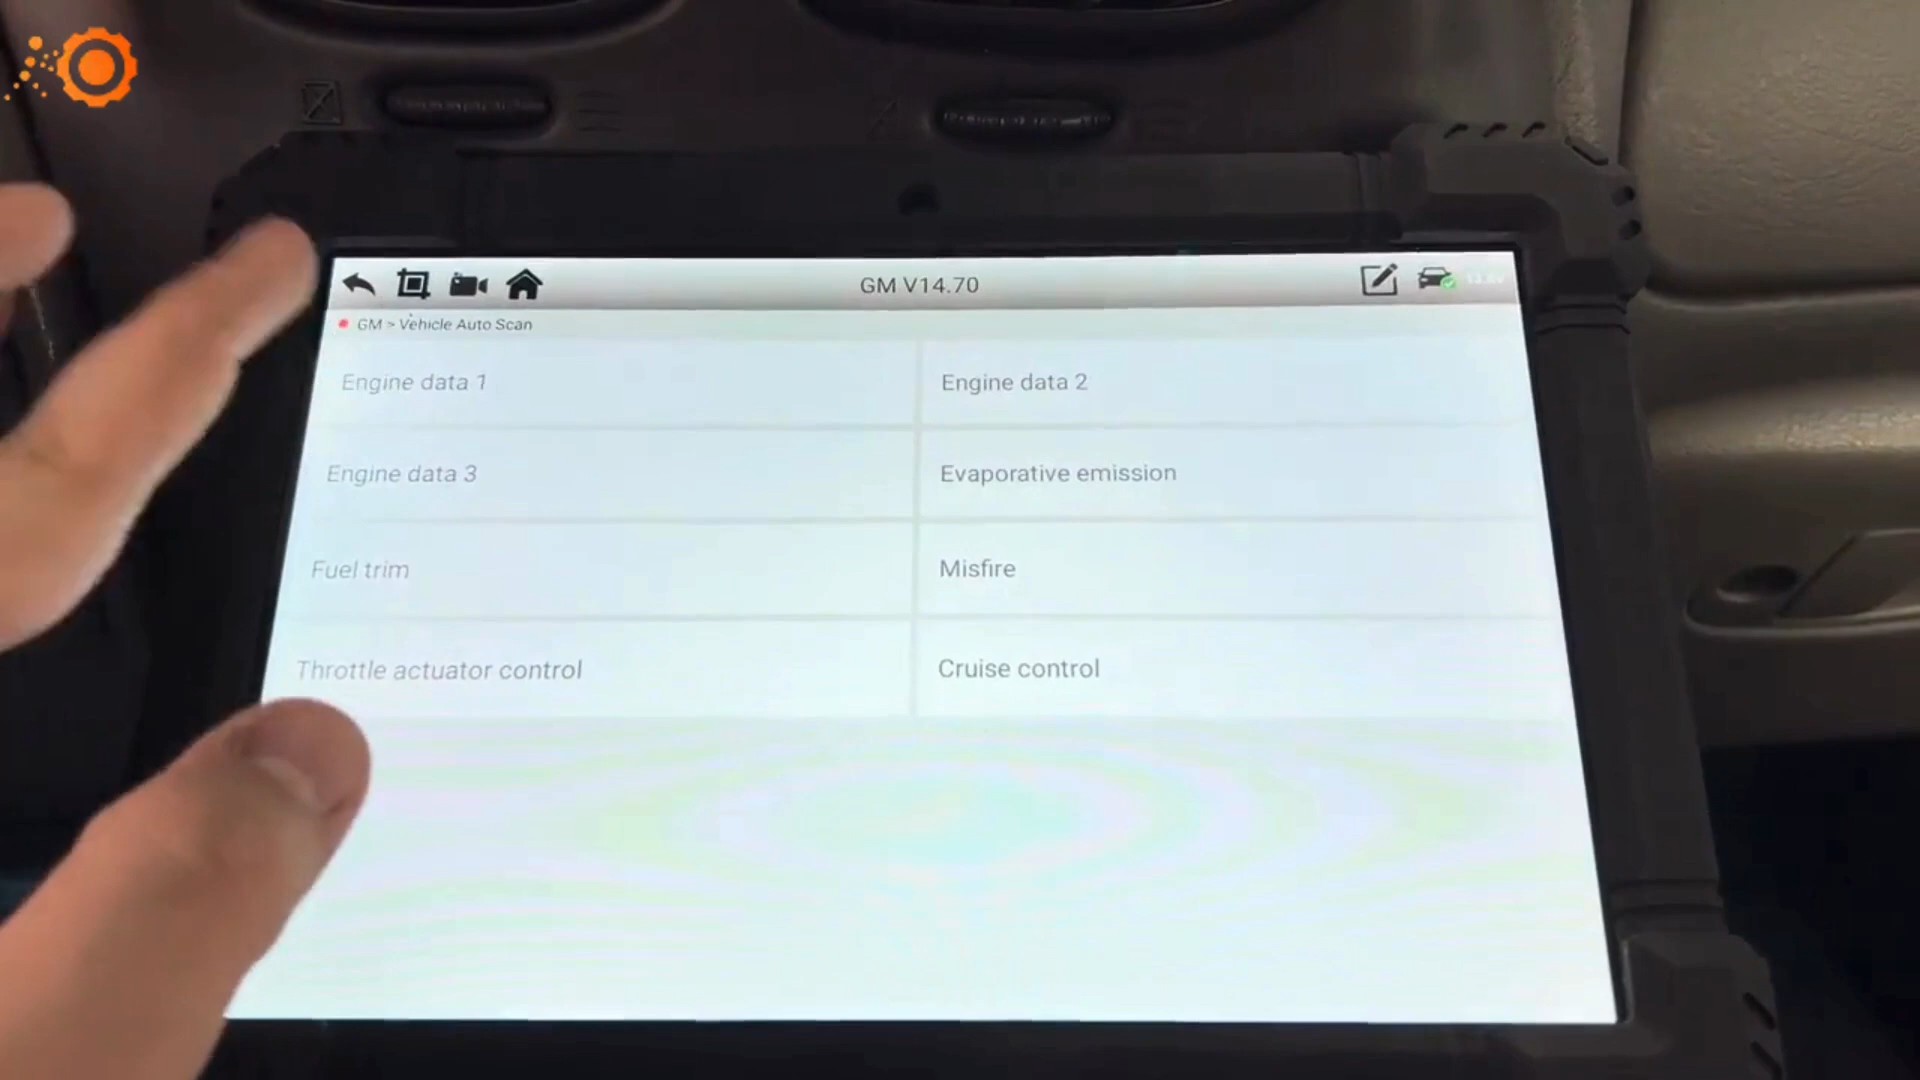 GM V14.70
GM > Vehicle Auto Scan
Engine data 1
Engine data 2
Engine data 3
Evaporative emission
Fuel trim
Misfire
Throttle actuator control
Cruise control